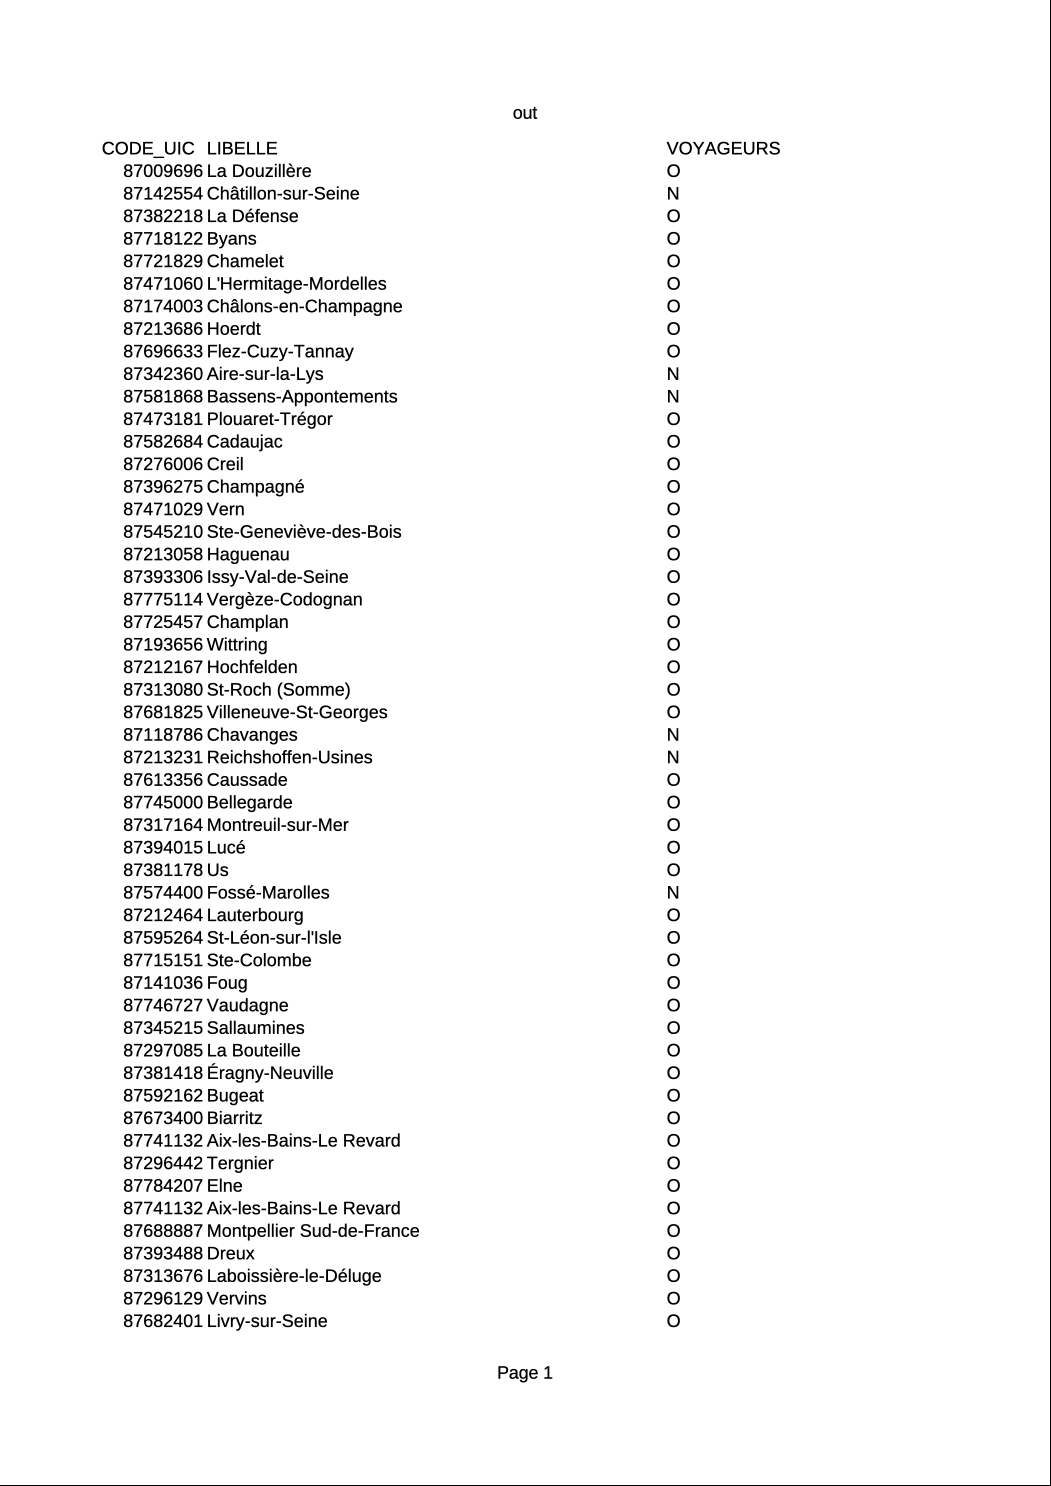 out
CODE_UIC LIBELLE VOYAGEURS
87009696 La Douzillère O
87142554 Châtillon-sur-Seine N
87382218 La Défense O
87718122 Byans O
87721829 Chamelet O
87471060 L'Hermitage-Mordelles O
87174003 Châlons-en-Champagne O
87213686 Hoerdt O
87696633 Flez-Cuzy-Tannay O
87342360 Aire-sur-la-Lys N
87581868 Bassens-Appontements N
87473181 Plouaret-Trégor O
87582684 Cadaujac O
87276006 Creil O
87396275 Champagné O
87471029 Vern O
87545210 Ste-Geneviève-des-Bois O
87213058 Haguenau O
87393306 Issy-Val-de-Seine O
87775114 Vergèze-Codognan O
87725457 Champlan O
87193656 Wittring O
87212167 Hochfelden O
87313080 St-Roch (Somme) O
87681825 Villeneuve-St-Georges O
87118786 Chavanges N
87213231 Reichshoffen-Usines N
87613356 Caussade O
87745000 Bellegarde O
87317164 Montreuil-sur-Mer O
87394015 Lucé O
87381178 Us O
87574400 Fossé-Marolles N
87212464 Lauterbourg O
87595264 St-Léon-sur-l'Isle O
87715151 Ste-Colombe O
87141036 Foug O
87746727 Vaudagne O
87345215 Sallaumines O
87297085 La Bouteille O
87381418 Éragny-Neuville O
87592162 Bugeat O
87673400 Biarritz O
87741132 Aix-les-Bains-Le Revard O
87296442 Tergnier O
87784207 Elne O
87741132 Aix-les-Bains-Le Revard O
87688887 Montpellier Sud-de-France O
87393488 Dreux O
87313676 Laboissière-le-Déluge O
87296129 Vervins O
87682401 Livry-sur-Seine O
Page 1